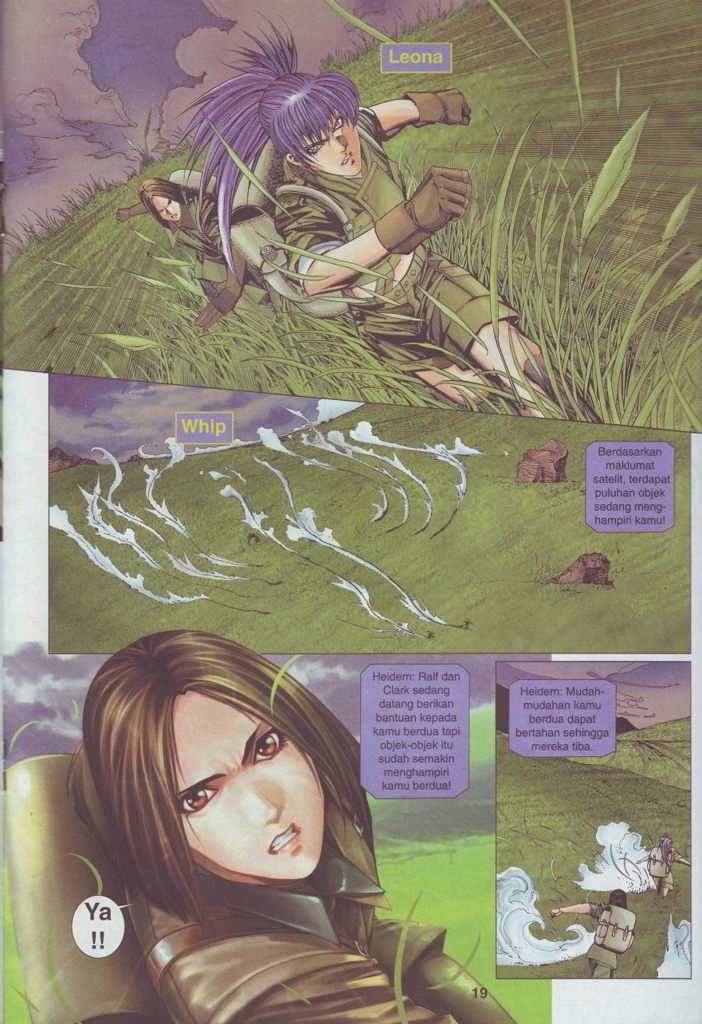 Leona
Whip
Berdasarkan
maklumat
satelit, terdapat
puluhan objek
sedang meng-
hampiri kamu!
Heidern: Ralf dan
Clark sedang
datang berikan
bantuan kepada
kamu berdua tapi
objek-objek itu
sudah semakin
menghampiri
kamu berdua!
Heidern: Mudah-
mudahan kamu
berdua dapat
bertahan sehingga
mereka tiba.
Ya
!!
19